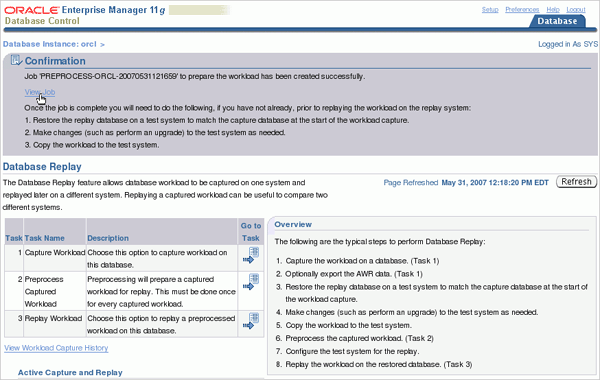 ORACLE Enterprise Manager 11g
Database Control
Setup Preferences Help Logout
Database
Database Instance: orcl >
Logged in As SYS
Confirmation
Job 'PREPROCESS-ORCL-20070531121659' to prepare the workload has been created successfully.
View Job
Once the job is complete you will need to do the following, if you have not already, prior to replaying the workload on the replay system:
1. Restore the replay database on a test system to match the capture database at the start of the workload capture.
2. Make changes (such as perform an upgrade) to the test system as needed.
3. Copy the workload to the test system.
Database Replay
The Database Replay feature allows database workload to be captured on one system and
replayed later on a different system. Replaying a captured workload can be useful to compare two
different systems.
Page Refreshed May 31, 2007 12:18:20 PM EDT
Refresh
Go to
Task Task Name Description Task
1 Capture Workload Choose this option to capture workload on
this database.
2 Preprocess Preprocessing will prepare a captured
Captured workload for replay. This must be done once
Workload for every captured workload.
3 Replay Workload Choose this option to replay a preprocessed
workload on this database.
View Workload Capture History
Active Capture and Replay
Overview
The following are the typical steps to perform Database Replay:
1. Capture the workload on a database. (Task 1)
2. Optionally export the AWR data. (Task 1)
3. Restore the replay database on a test system to match the capture database at the start of
the workload capture.
4. Make changes (such as perform an upgrade) to the test system as needed.
5. Copy the workload to the test system.
6. Preprocess the captured workload. (Task 2)
7. Configure the test system for the replay.
8. Replay the workload on the restored database. (Task 3)